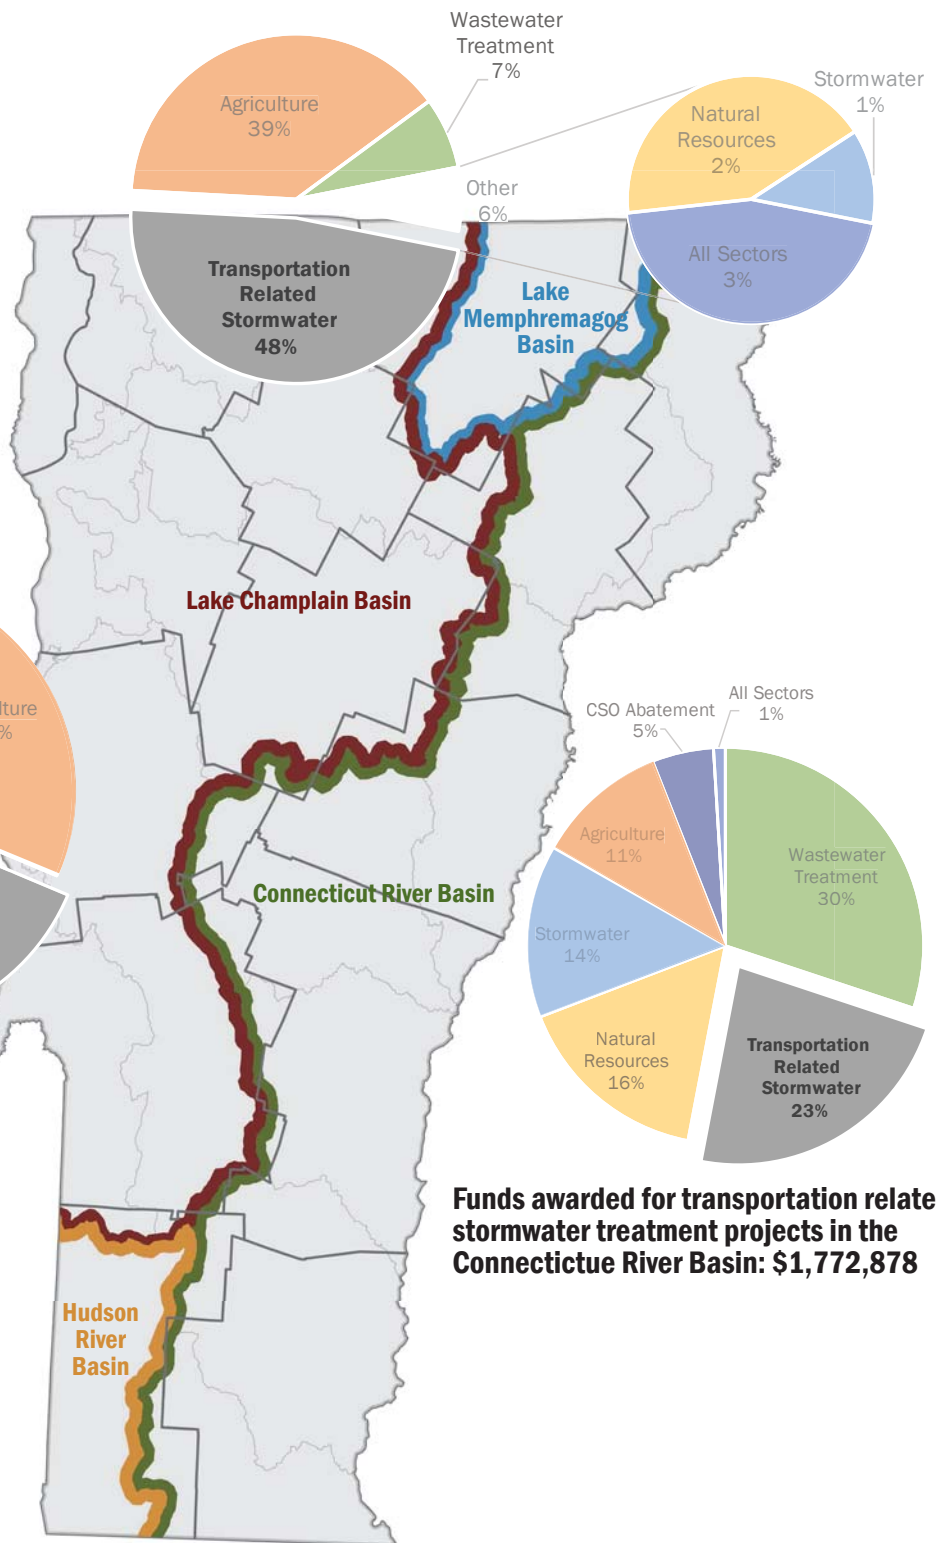 Wastewater
Treatment
7%
Agriculture
39%
Other
6%
Transportation
Related
Stormwater
48%
Stormwater
1%
Natural
Resources
2%
All Sectors
3%
Lake
Memphremagog
Basin
Lake Champlain Basin
lture
%
CSO Abatement
5%
All Sectors
1%
Agriculture
11%
Wastewater
Treatment
30%
Connecticut River Basin
Stormwater
14%
Natural
Resources
16%
Transportation
Related
Stormwater
23%
Funds awarded for transportation relate
stormwater treatment projects in the
Connectictue River Basin: $1,772,878
Hudson
River
Basin